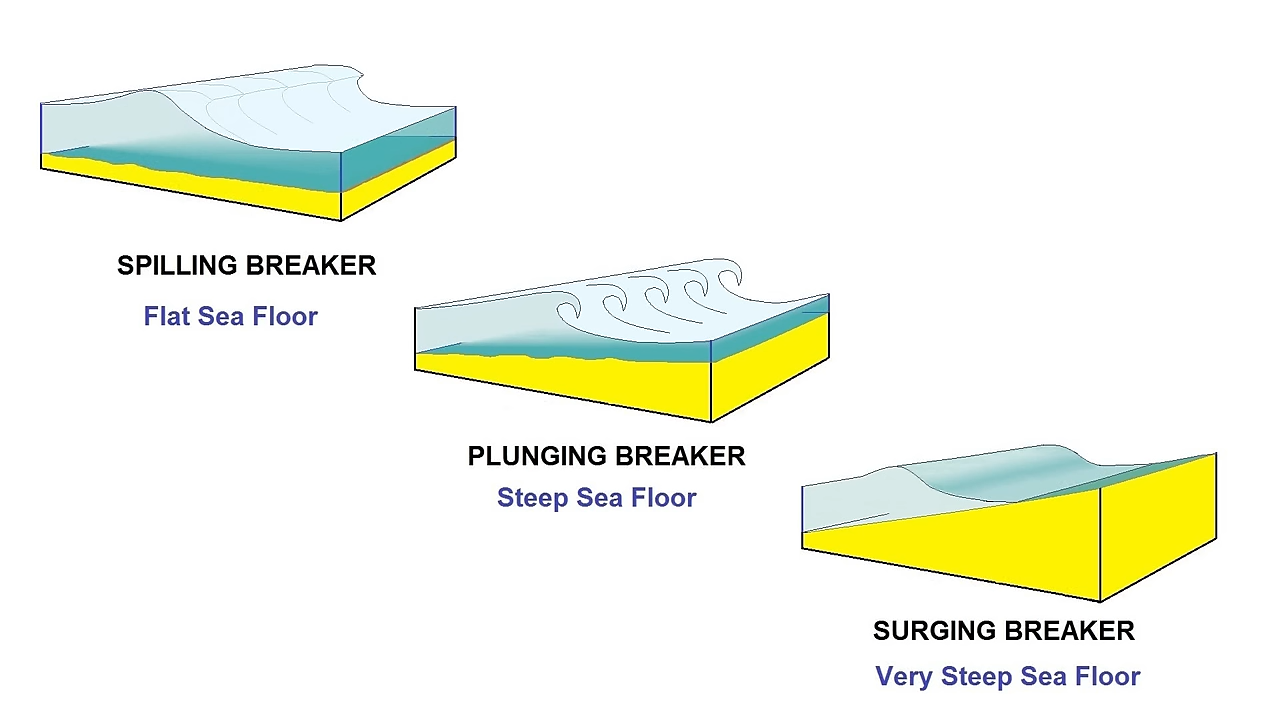 SPILLING BREAKER
Flat Sea Floor
PLUNGING BREAKER
Steep Sea Floor
SURGING BREAKER
Very Steep Sea Floor